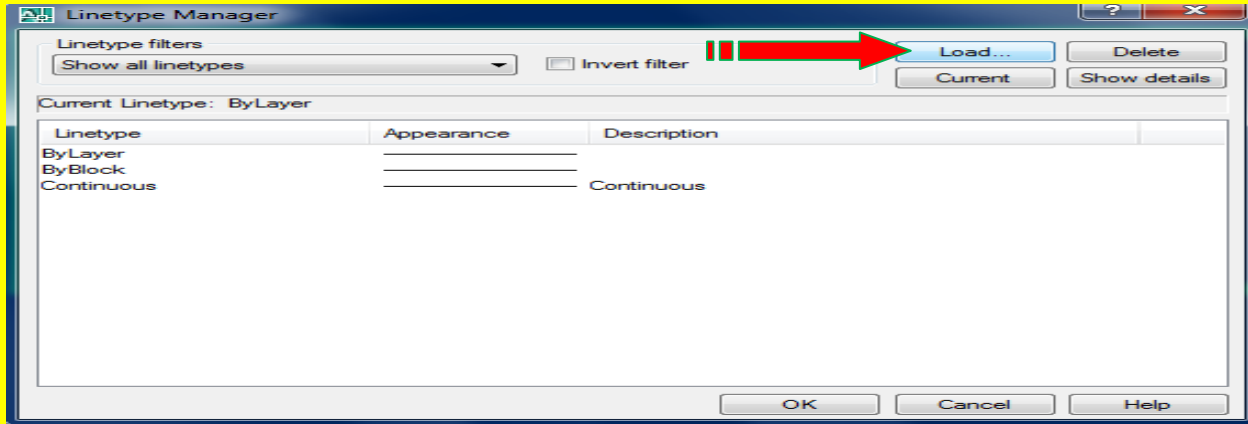 Linetype Manager
Linetype filters
Show all linetypes
Invert filter
Load...
Delete
Current
Show details
Current Linetype: ByLayer
Linetype Appearance Description
ByLayer
ByBlock
Continuous Continuous
OK Cancel Help